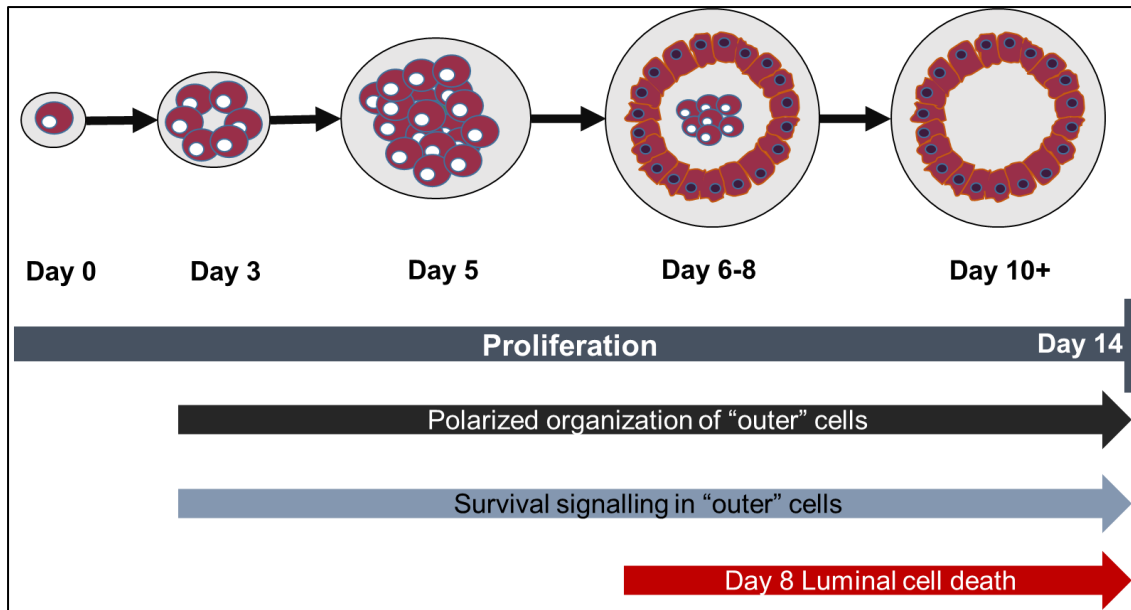 Day 0
Day 3
Day 5
Day 6-8
Day 10+
Proliferation
Day 14
Polarized organization of “outer” cells
Survival signalling in “outer” cells
Day 8 Luminal cell death